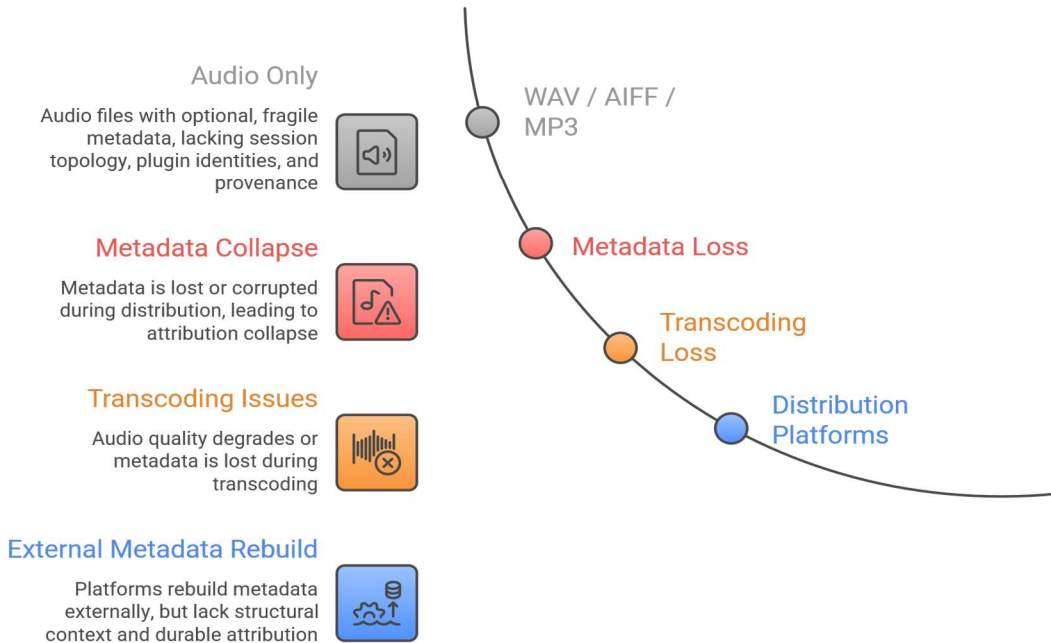 Audio Only
Audio files with optional, fragile
metadata, lacking session
topology, plugin identities, and
provenance
WAV / AIFF /
MP3
Metadata Collapse
Metadata is lost or corrupted
during distribution, leading to
attribution collapse
Metadata Loss
Transcoding Issues
Audio quality degrades or
metadata is lost during
transcoding
Transcoding
Loss
External Metadata Rebuild
Platforms rebuild metadata
externally, but lack structural
context and durable attribution
Distribution
Platforms